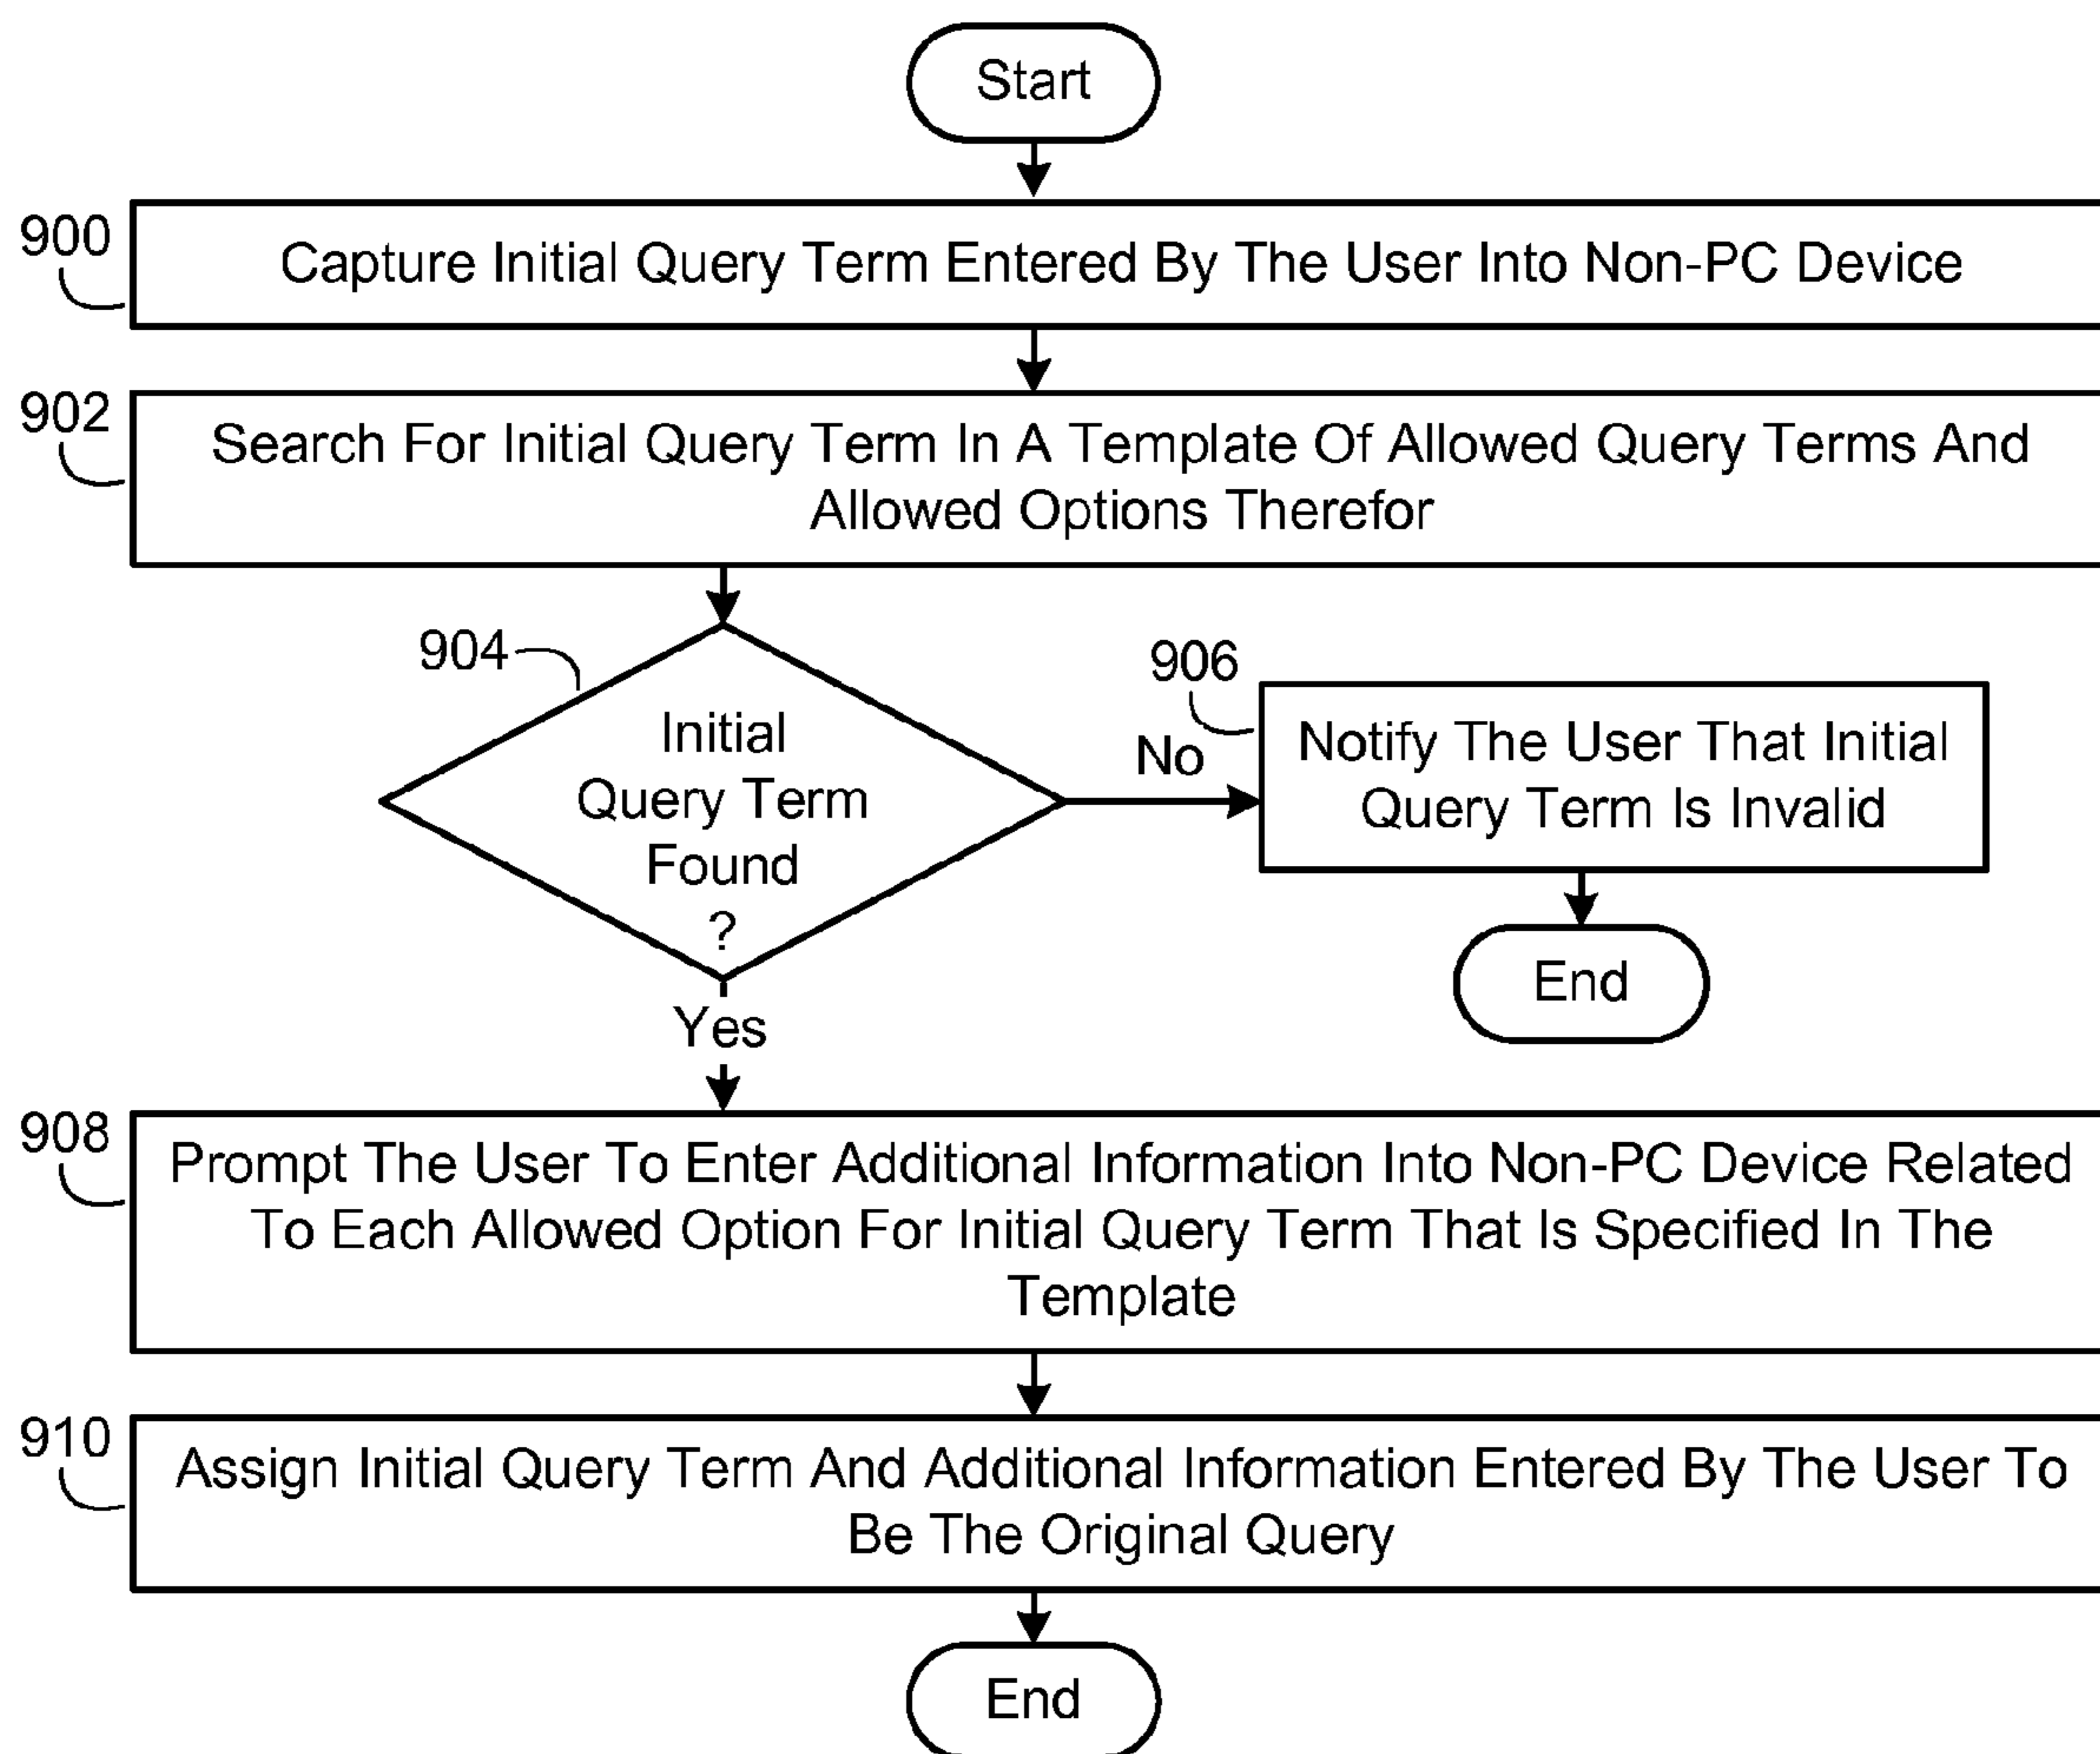 Start
900
Capture Initial Query Term Entered By The User Into Non-PC Device
902
Search For Initial Query Term In A Template Of Allowed Query Terms And
Allowed Options Therefor
904
Initial
Query Term
Found
?
906
No
Notify The User That Initial
Query Term Is Invalid
End
Yes
908
Prompt The User To Enter Additional Information Into Non-PC Device Related
To Each Allowed Option For Initial Query Term That Is Specified In The
Template
910
Assign Initial Query Term And Additional Information Entered By The User To
Be The Original Query
End